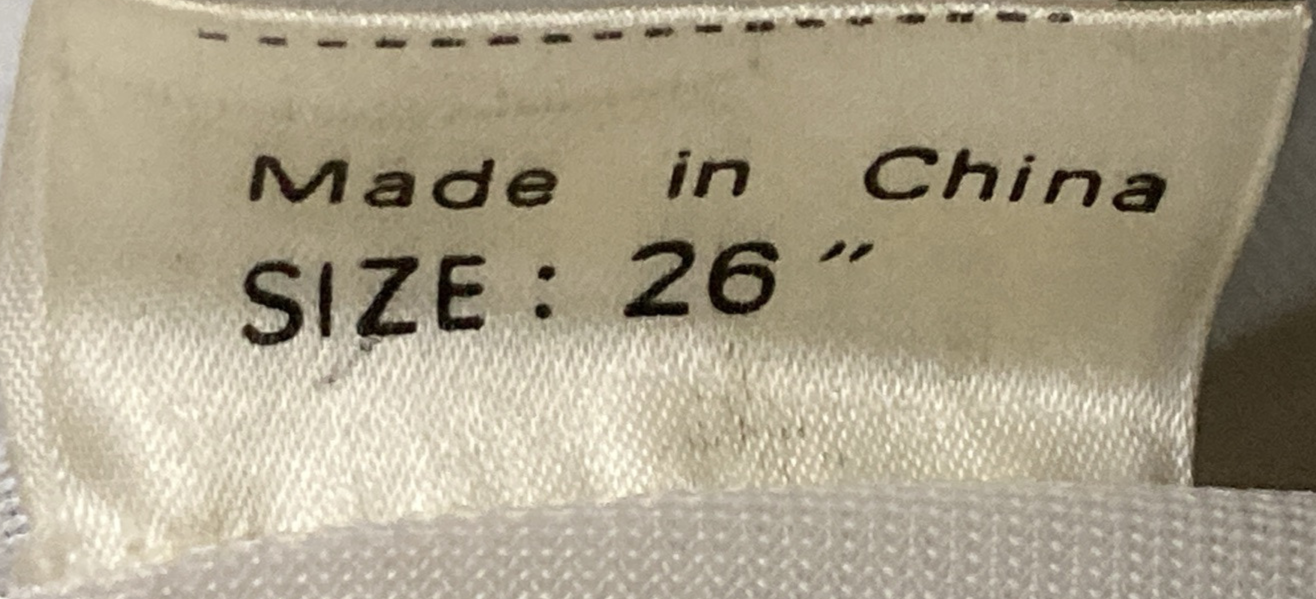 Made in China
SIZE : 26"